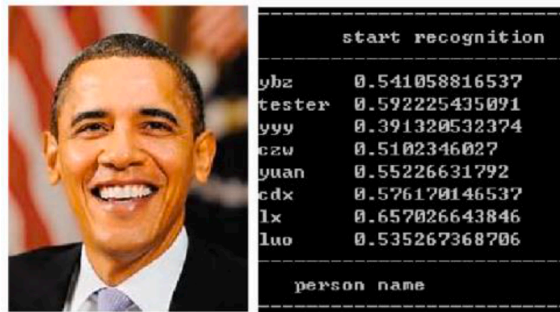 start recognition
ybz 0.541058816537
tester 0.592225435091
yyy 0.391320532374
czw 0.5102346027
yuan 0.55226631792
cdx 0.576170146537
lx 0.657026643846
luo 0.535267368706
person name